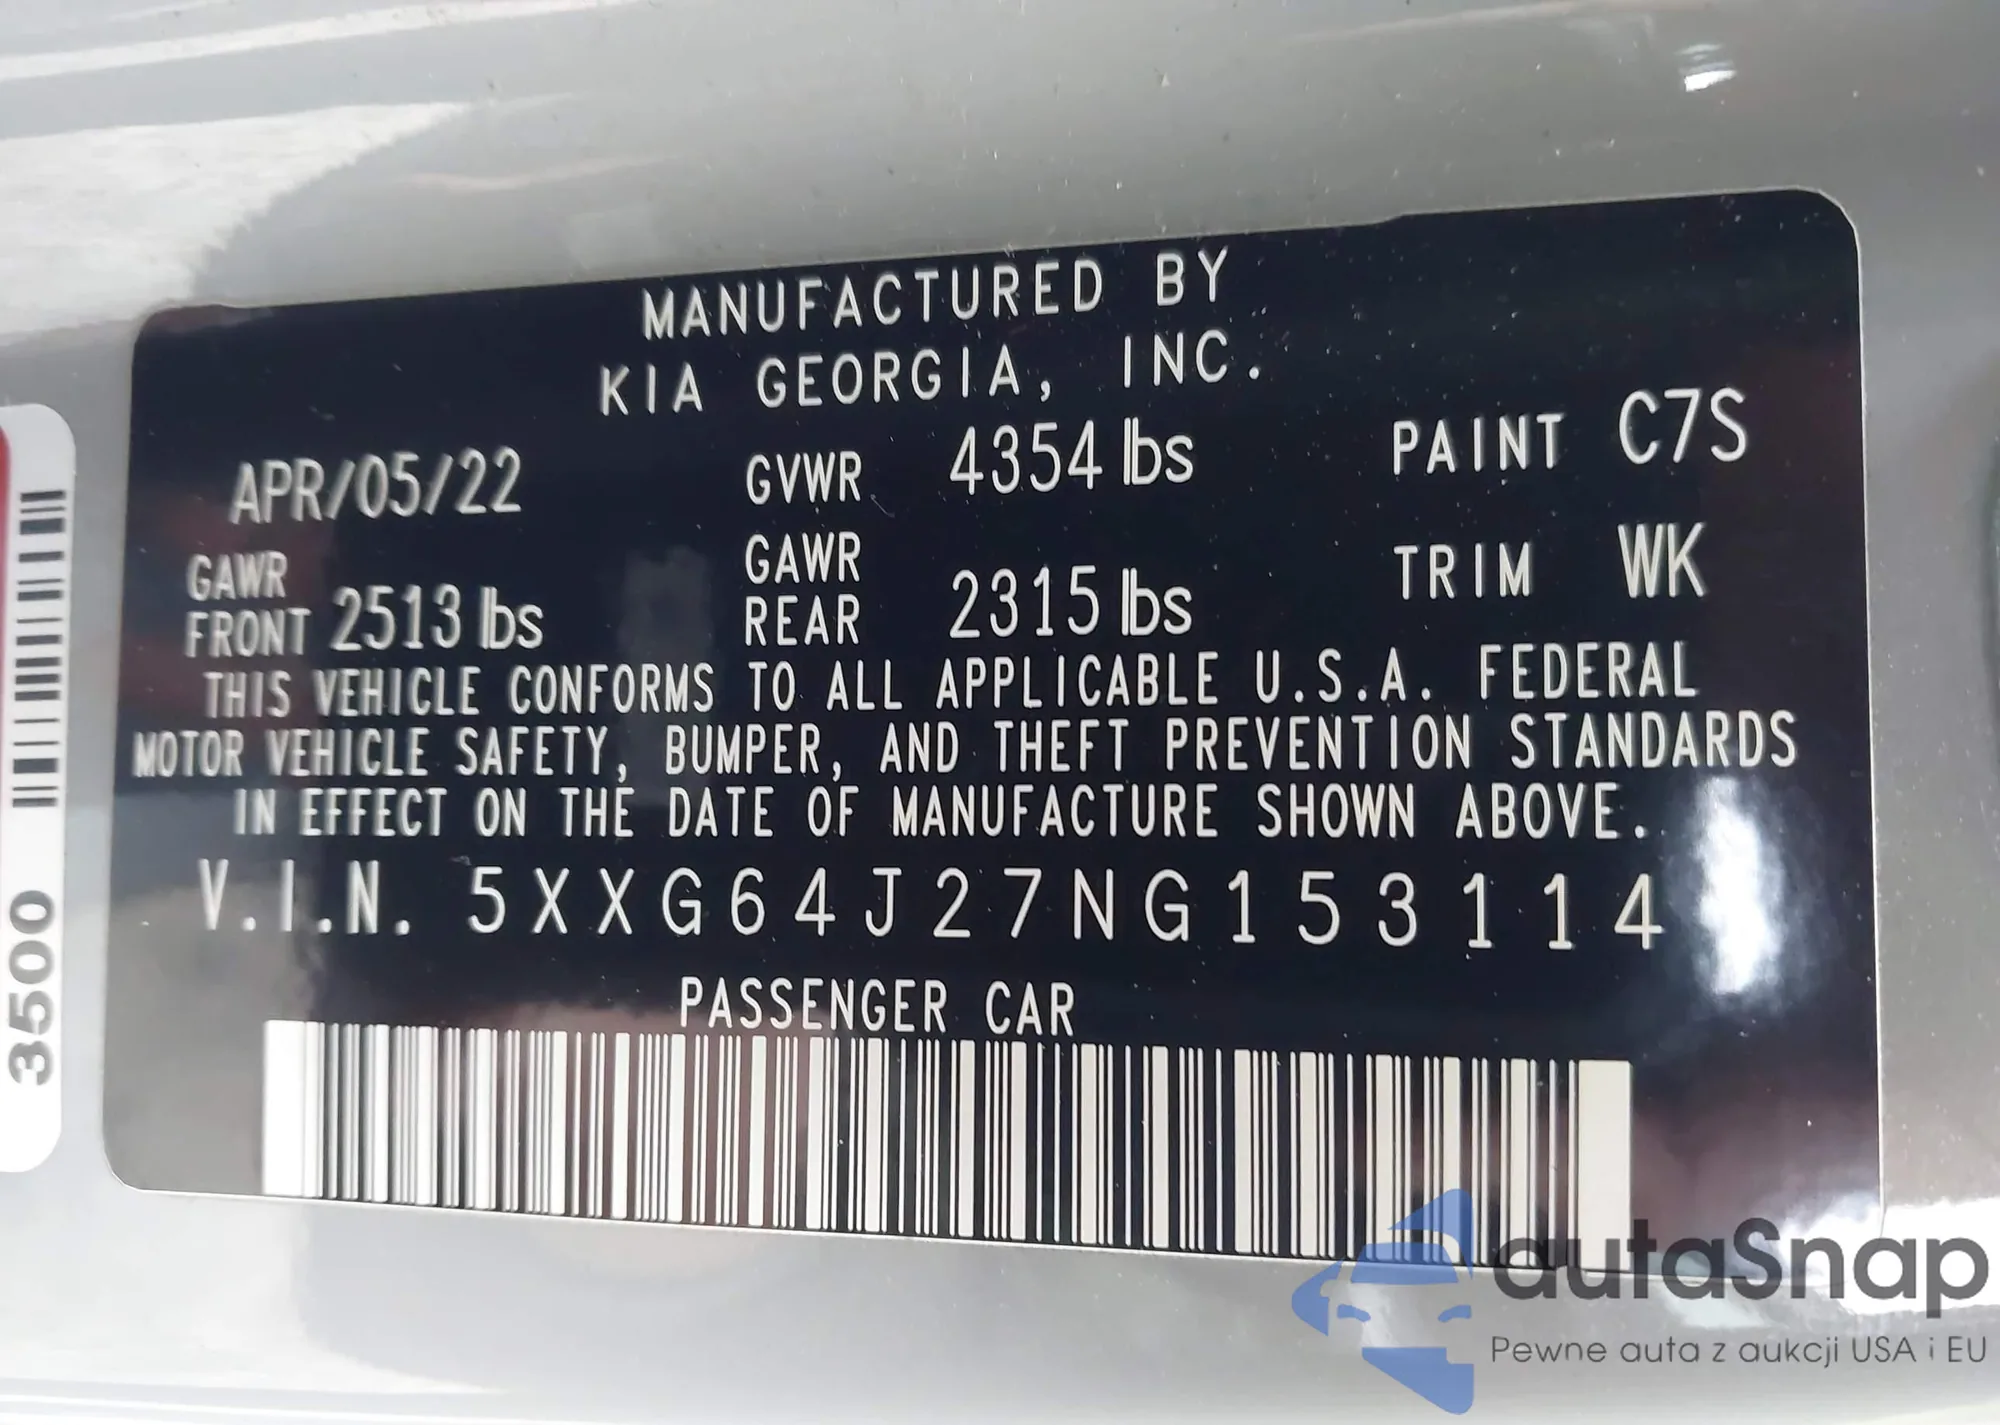 MANUFACTURED BY
KIA GEORGIA, INC.
APR/05/22 GVWR 4354 lbs PAINT C7S
GAWR FRONT 2513 lbs GAWR REAR 2315 lbs TRIM WK
THIS VEHICLE CONFORMS TO ALL APPLICABLE U.S.A. FEDERAL
MOTOR VEHICLE SAFETY, BUMPER, AND THEFT PREVENTION STANDARDS
IN EFFECT ON THE DATE OF MANUFACTURE SHOWN ABOVE.
V.I.N. 5XXG64J27NG153114
PASSENGER CAR
3500
autaSnap
Pewne auta z aukcji USA i EU